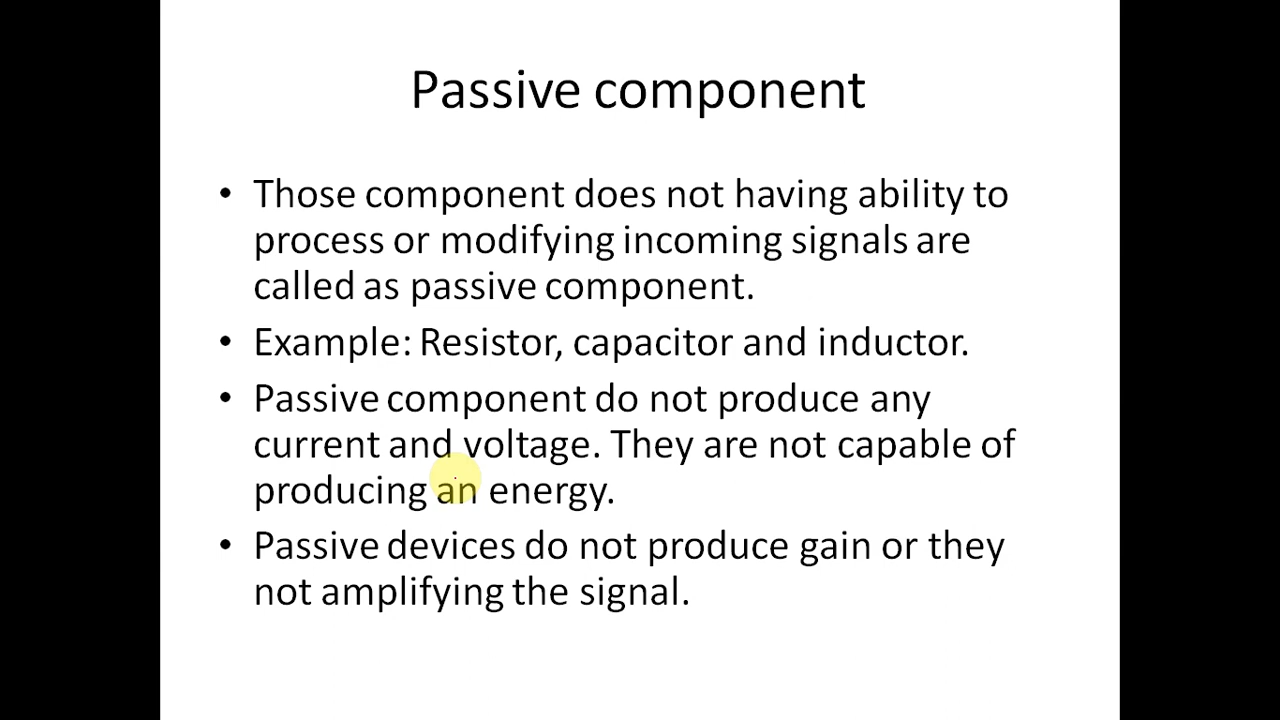 Passive component
• Those component does not having ability to
process or modifying incoming signals are
called as passive component.
• Example: Resistor, capacitor and inductor.
• Passive component do not produce any
current and voltage. They are not capable of
producing an energy.
• Passive devices do not produce gain or they
not amplifying the signal.